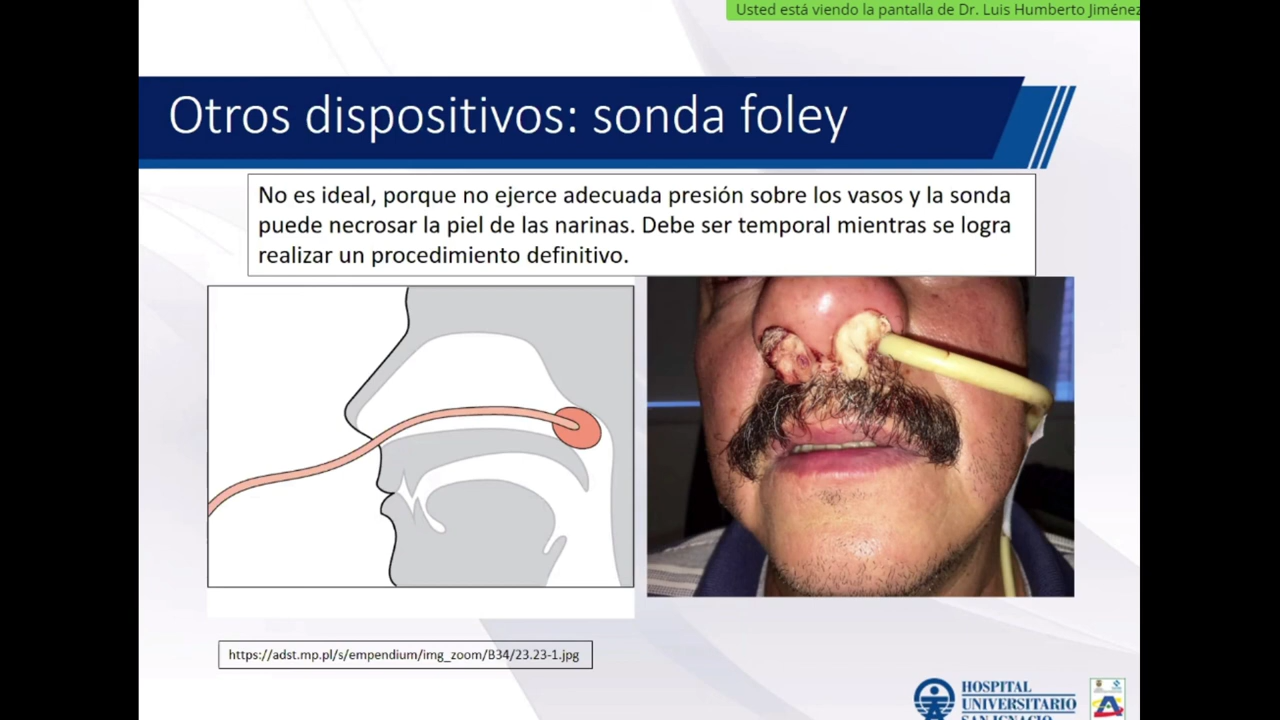 Usted está viendo la pantalla de Dr. Luis Humberto Jiménez
Otros dispositivos: sonda foley
No es ideal, porque no ejerce adecuada presión sobre los vasos y la sonda
puede necrosar la piel de las narinas. Debe ser temporal mientras se logra
realizar un procedimiento definitivo.
https://adst.mp.pl/s/empendium/img_zoom/B34/23.23-1.jpg
HOSPITAL
UNIVERSITARIO
SAN IGNACIO